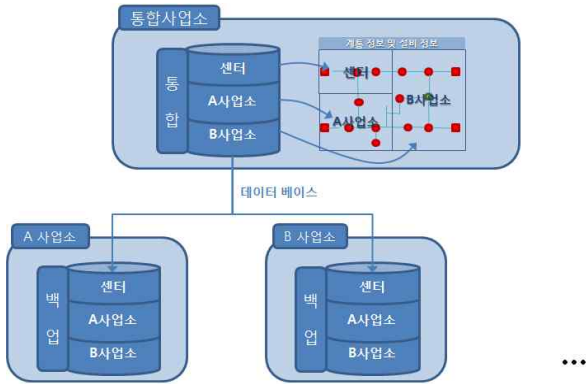 통합사업소
계통 정보 및 설비 정보
통
합
센터
A사업소
B사업소
센터
A사업소
B사업소
데이터 베이스
A 사업소
백
업
센터
A사업소
B사업소
B 사업소
백
업
센터
A사업소
B사업소
...